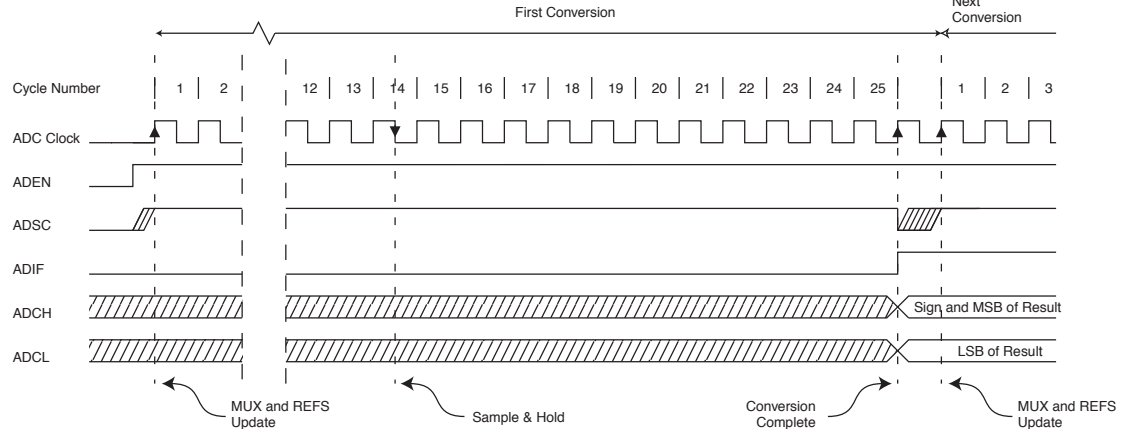 First Conversion
Next
Conversion
Cycle Number 1 2 12 13 14 15 16 17 18 19 20 21 22 23 24 25 1 2 3
ADC Clock
ADEN
ADSC
ADIF
ADCH Sign and MSB of Result
ADCL LSB of Result
MUX and REFS
Update
Sample & Hold
Conversion
Complete
MUX and REFS
Update